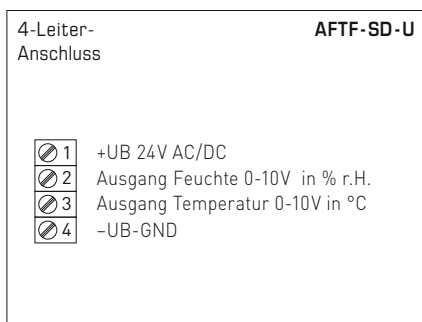 4-Leiter-
Anschluss
AFTF-SD-U
1 +UB 24V AC/DC
2 Ausgang Feuchte 0-10V in % r.H.
3 Ausgang Temperatur 0-10V in °C
4 –UB-GND